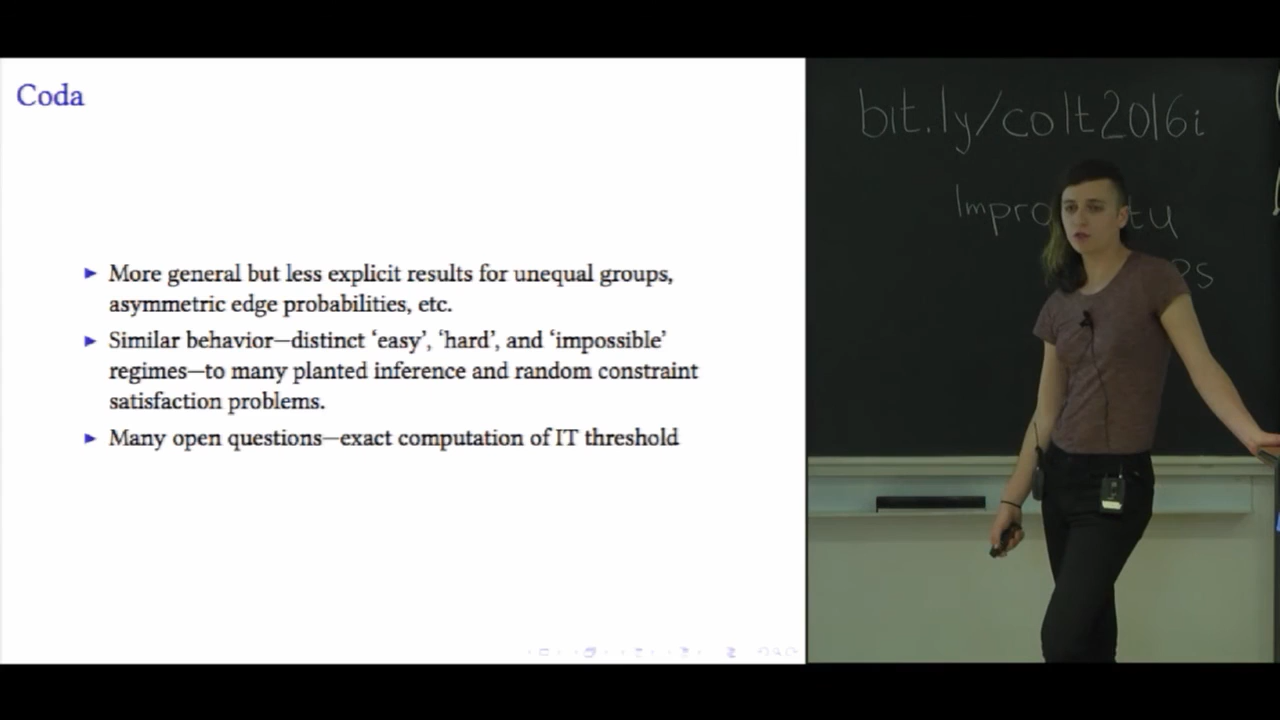 Coda
More general but less explicit results for unequal groups,
asymmetric edge probabilities, etc.
Similar behavior—distinct ‘easy’, ‘hard’, and ‘impossible’
regimes—to many planted inference and random constraint
satisfaction problems.
Many open questions—exact computation of IT threshold
bit.ly/colt2016i